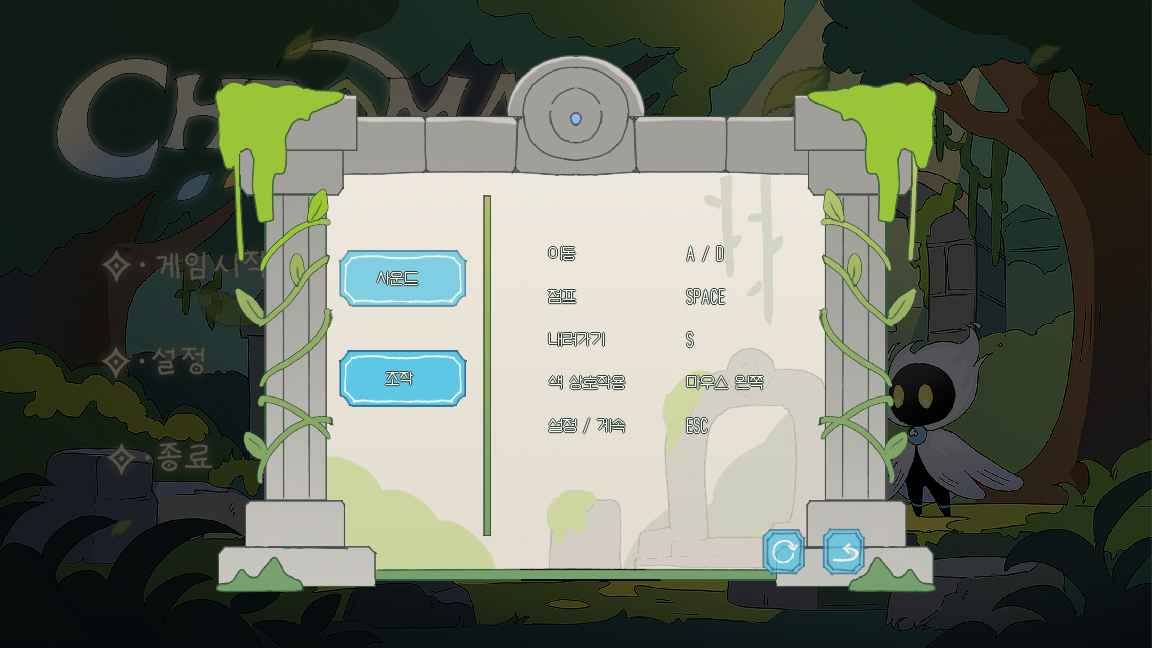 CHROMA
· 게임시작
· 설정
· 종료
사운드
조작
이동 A / D
점프 SPACE
내려가기 S
색 상호작용 마우스 왼쪽
설정 / 계속 ESC